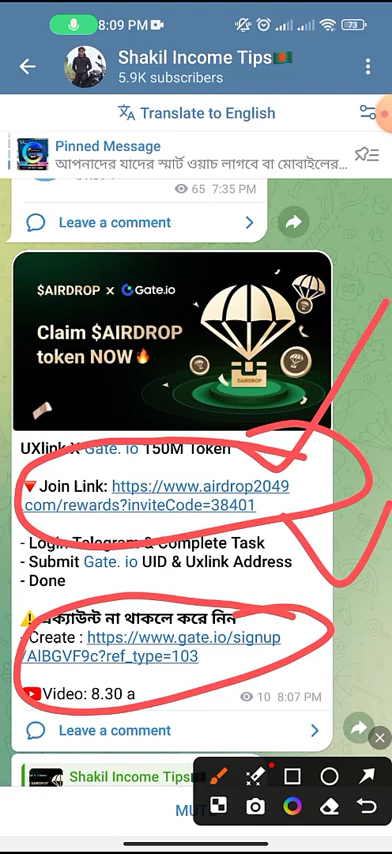 8:09 PM
73
Shakil Income Tips🇧🇩
5.9K subscribers
Translate to English
Pinned Message
আপনাদের যাদের স্মার্ট ওয়াচ লাগবে বা মোবাইলের...
65 7:35 PM
Leave a comment
$AIRDROP x Gate.io
Claim $AIRDROP
token NOW🔥
$AIRDROP
UXlink X Gate. io 150M Token
🔻Join Link: https://www.airdrop2049
.com/rewards?inviteCode=38401
- Login Telegram & Complete Task
- Submit Gate. io UID & Uxlink Address
- Done
⚠️ একাউন্ট না থাকলে করে নিন
- Create : https://www.gate.io/signup
/AlBGVF9c?ref_type=103
Video: 8.30 a
10 8:07 PM
Leave a comment
Shakil Income Tips